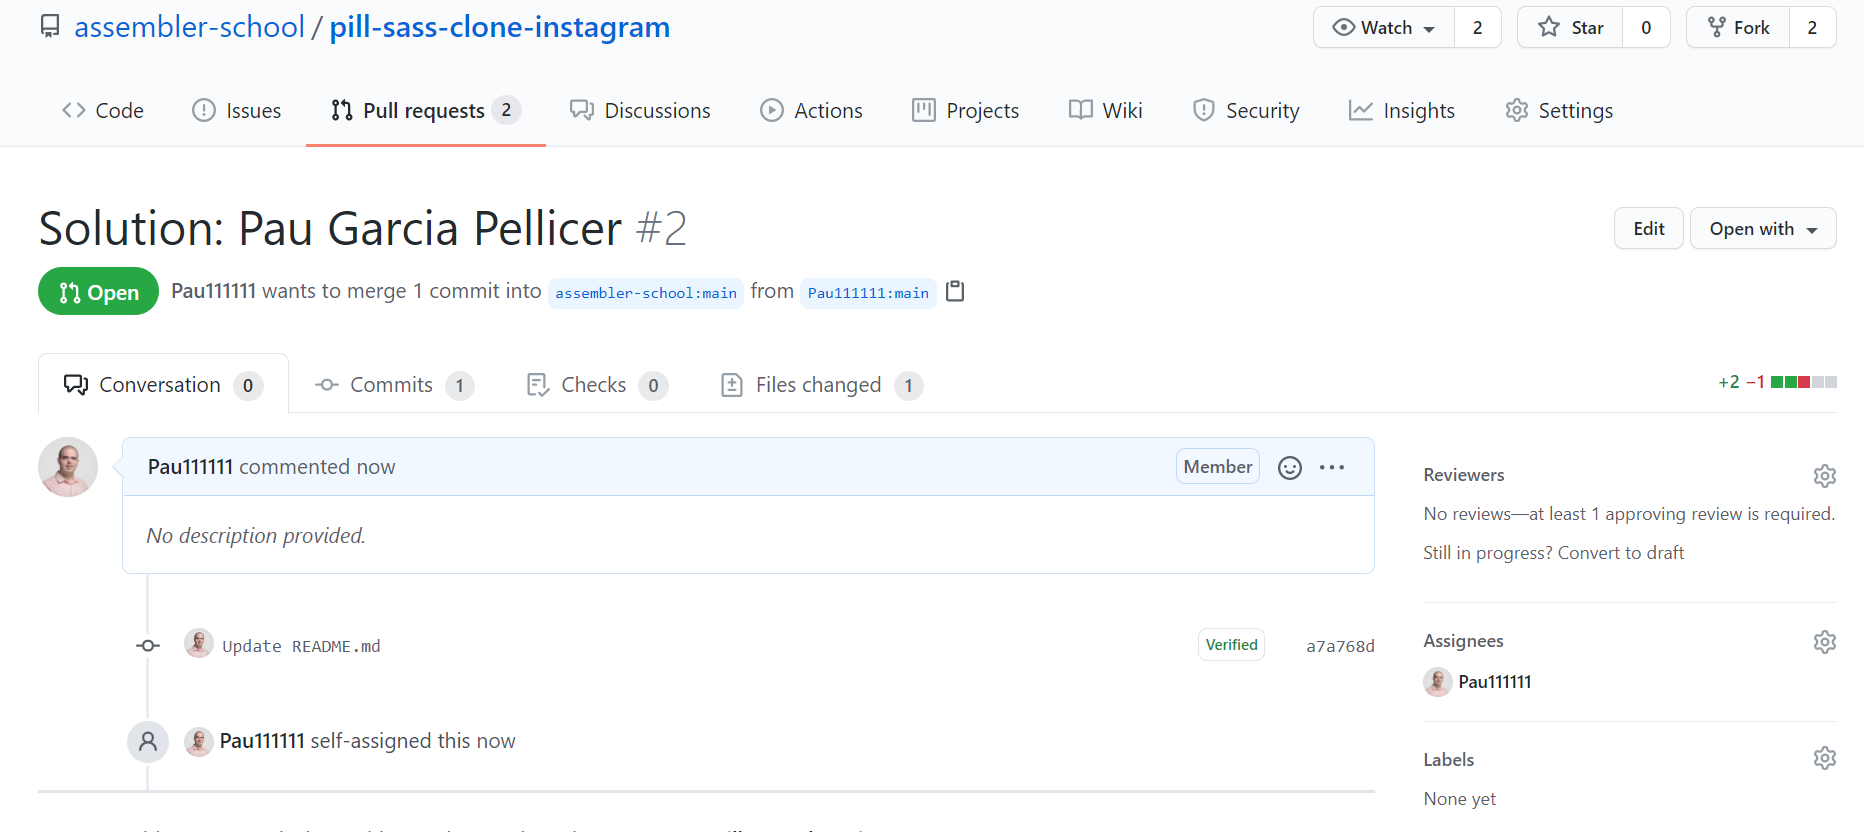 assembler-school / pill-sass-clone-instagram
Watch 2 Star 0 Fork 2
Code Issues Pull requests 2 Discussions Actions Projects Wiki Security Insights Settings
Solution: Pau Garcia Pellicer #2
Edit Open with
Open Pau111111 wants to merge 1 commit into assembler-school:main from Pau111111:main
Conversation 0 Commits 1 Checks 0 Files changed 1
+2 −1
Pau111111 commented now Member
No description provided.
Update README.md Verified a7a768d
Pau111111 self-assigned this now
Reviewers
No reviews—at least 1 approving review is required.
Still in progress? Convert to draft
Assignees
Pau111111
Labels
None yet